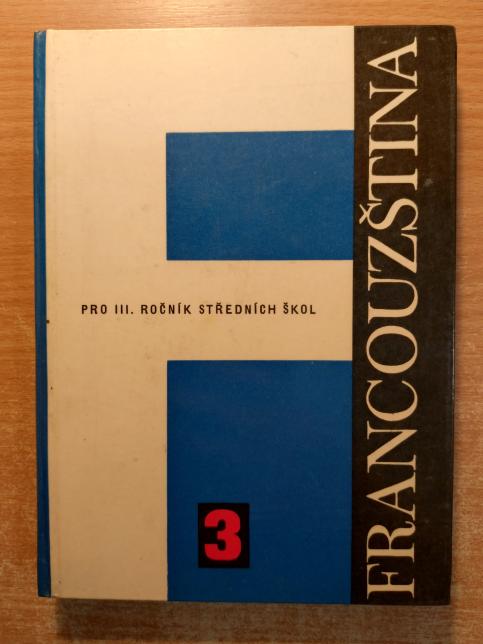 FRANCOUZŠTINA
PRO III. ROČNÍK STŘEDNÍCH ŠKOL
3